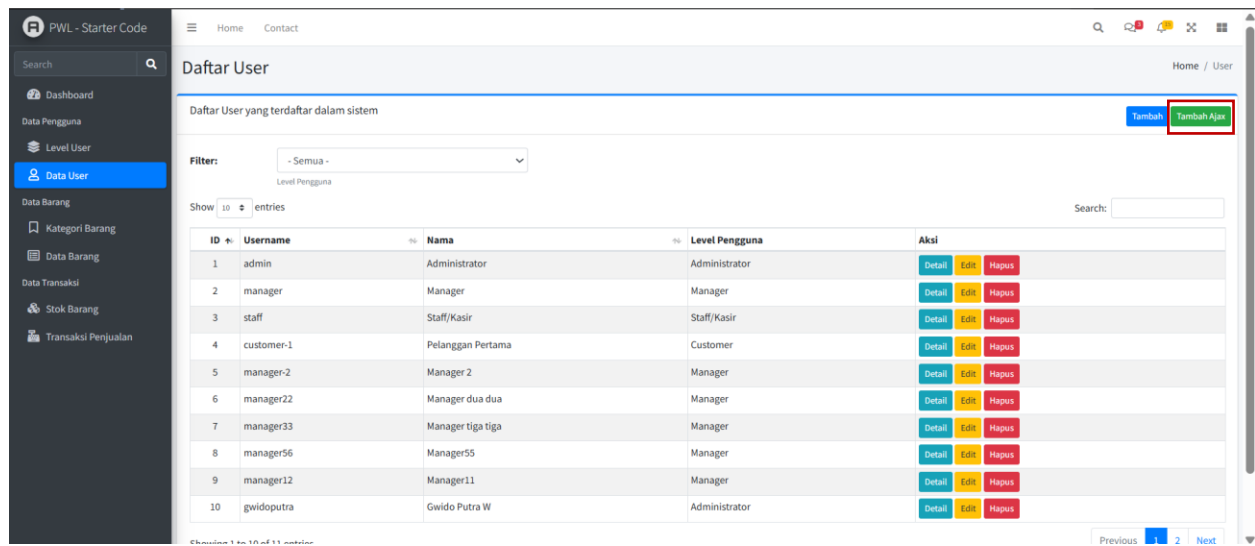 PWL - Starter Code
Home Contact
Search
Daftar User
Home / User
Dashboard
Daftar User yang terdaftar dalam sistem
Tambah Tambah Ajax
Data Pengguna
Level User
Data User
Data Barang
Kategori Barang
Data Barang
Data Transaksi
Stok Barang
Transaksi Penjualan
Filter: - Semua -
Level Pengguna
Show 10 entries
Search:
ID Username Nama Level Pengguna Aksi
1 admin Administrator Administrator Detail Edit Hapus
2 manager Manager Manager Detail Edit Hapus
3 staff Staff/Kasir Staff/Kasir Detail Edit Hapus
4 customer-1 Pelanggan Pertama Customer Detail Edit Hapus
5 manager-2 Manager 2 Manager Detail Edit Hapus
6 manager22 Manager dua dua Manager Detail Edit Hapus
7 manager33 Manager tiga tiga Manager Detail Edit Hapus
8 manager56 Manager55 Manager Detail Edit Hapus
9 manager12 Manager11 Manager Detail Edit Hapus
10 gwidoputra Gwido Putra W Administrator Detail Edit Hapus
Showing 1 to 10 of 11 entries
Previous 1 2 Next